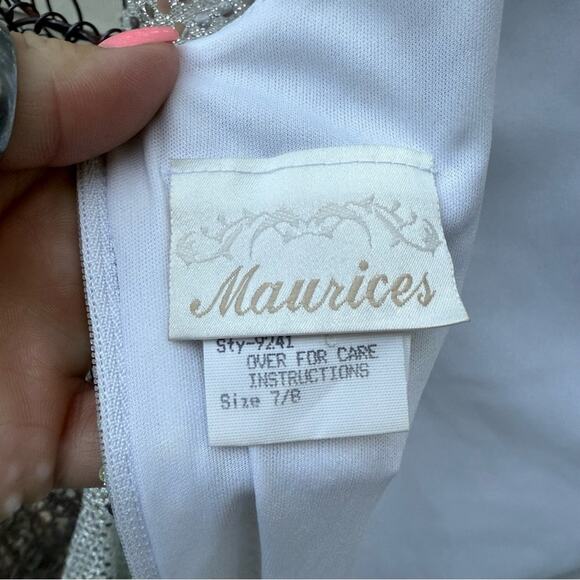 Maurices
Sty-9241
OVER FOR CARE
INSTRUCTIONS
Size 7/8